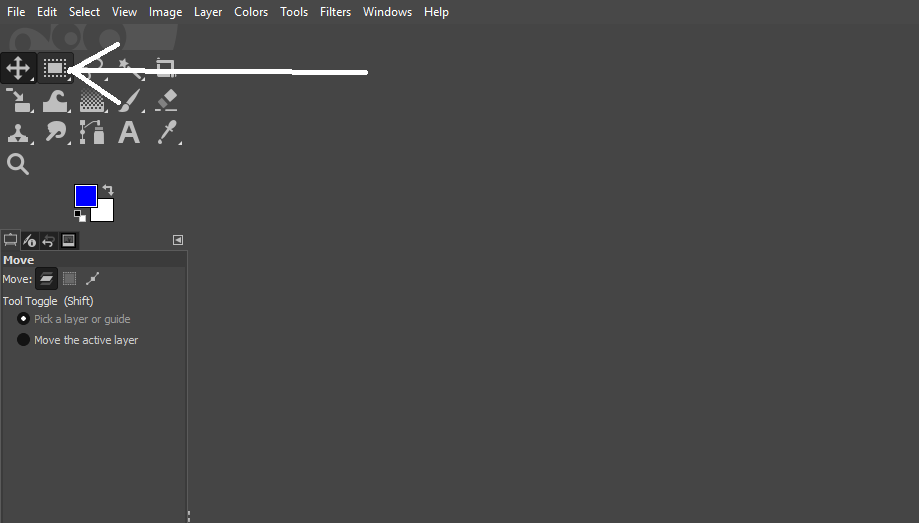 File Edit Select View Image Layer Colors Tools Filters Windows Help
Move
Move:
Tool Toggle (Shift)
Pick a layer or guide
Move the active layer